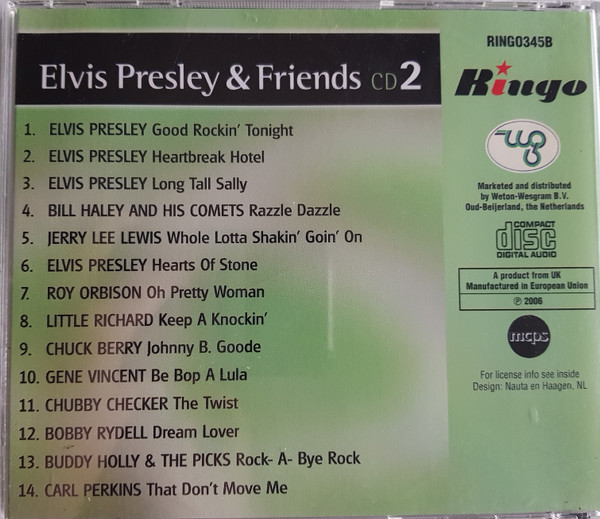 Elvis Presley & Friends CD 2
1. ELVIS PRESLEY Good Rockin' Tonight
2. ELVIS PRESLEY Heartbreak Hotel
3. ELVIS PRESLEY Long Tall Sally
4. BILL HALEY AND HIS COMETS Razzle Dazzle
5. JERRY LEE LEWIS Whole Lotta Shakin' Goin' On
6. ELVIS PRESLEY Hearts Of Stone
7. ROY ORBISON Oh Pretty Woman
8. LITTLE RICHARD Keep A Knockin'
9. CHUCK BERRY Johnny B. Goode
10. GENE VINCENT Be Bop A Lula
11. CHUBBY CHECKER The Twist
12. BOBBY RYDELL Dream Lover
13. BUDDY HOLLY & THE PICKS Rock- A- Bye Rock
14. CARL PERKINS That Don't Move Me
RINGO345B
Ringo
wg
Marketed and distributed
by Weton-Wesgram B.V.
Oud-Beijerland, the Netherlands
COMPACT
disc
DIGITAL AUDIO
A product from UK
Manufactured in European Union
℗ 2006
mcps
For license info see inside
Design: Nauta en Haagen, NL